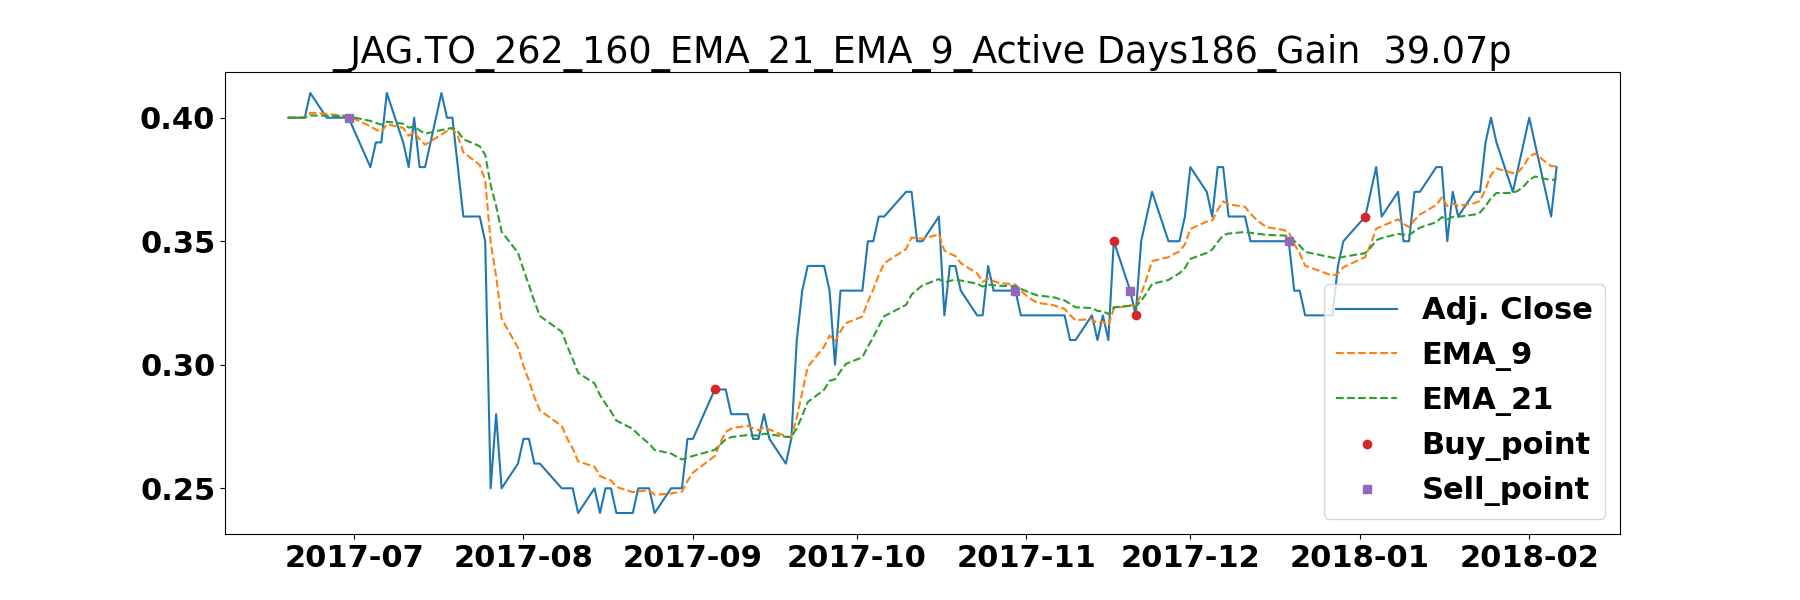 _JAG.TO_262_160_EMA_21_EMA_9_Active Days186_Gain  39.07p
0.40
0.35
0.30
0.25
Adj. Close
EMA_9
EMA_21
Buy_point
Sell_point
2017-07 2017-08 2017-09 2017-10 2017-11 2017-12 2018-01 2018-02